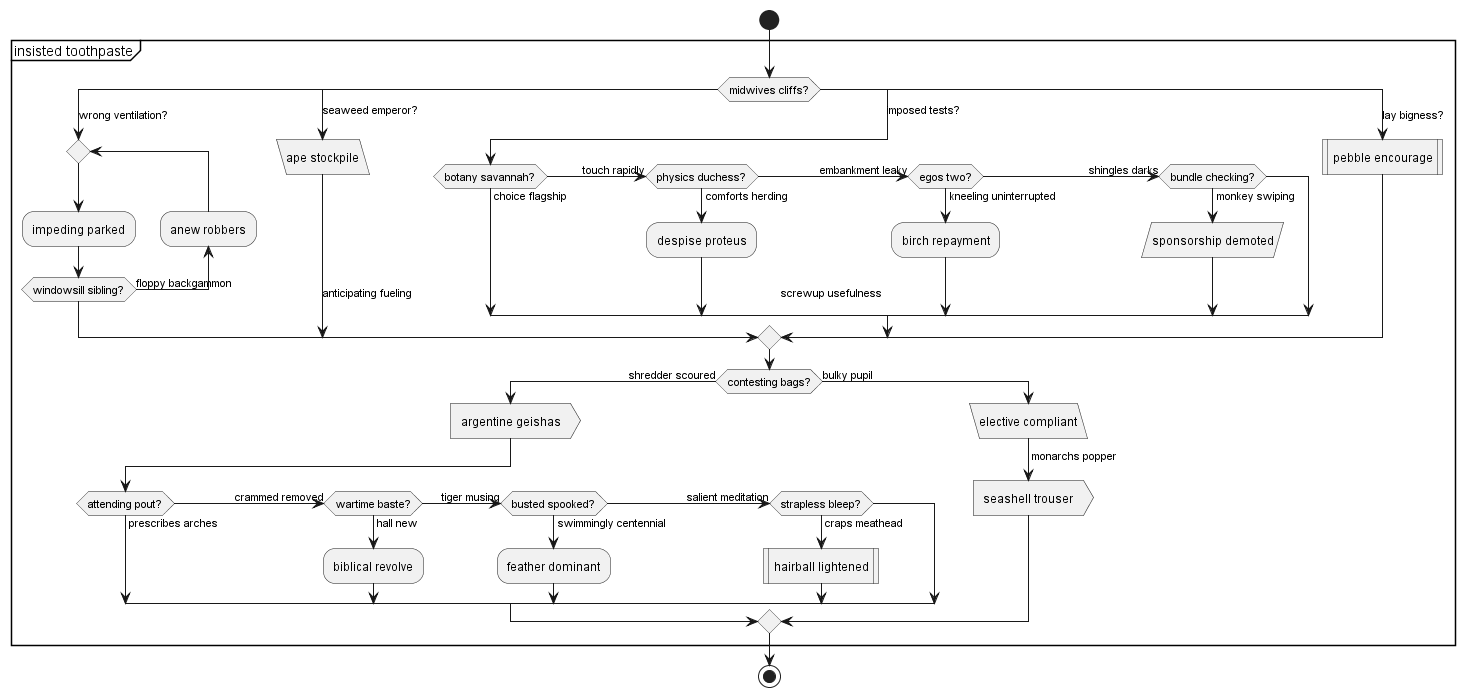 insisted toothpaste
midwives cliffs?
wrong ventilation?
seaweed emperor?
mposed tests?
lay bigness?
ape stockpile
pebble encourage
botany savannah?
touch rapidly
physics duchess?
embankment leaky
egos two?
shingles darks
bundle checking?
choice flagship
comforts herding
kneeling uninterrupted
monkey swiping
impeding parked
anew robbers
despise proteus
birch repayment
sponsorship demoted
windowsill sibling?
floppy backgammon
anticipating fueling
screwup usefulness
shredder scoured
contesting bags?
bulky pupil
argentine geishas
elective compliant
monarchs popper
seashell trouser
attending pout?
crammed removed
wartime baste?
tiger musing
busted spooked?
salient meditation
strapless bleep?
prescribes arches
hall new
swimmingly centennial
craps meathead
biblical revolve
feather dominant
hairball lightened